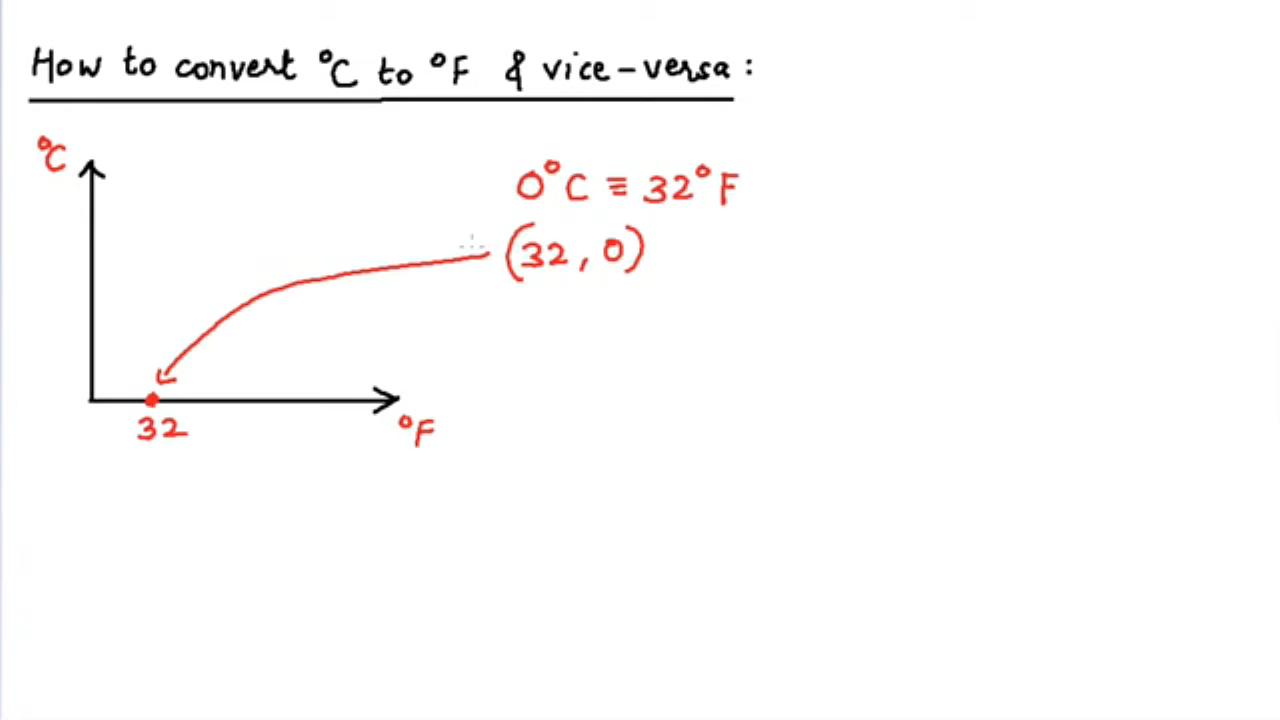 How to convert °C to °F & vice-versa :
°C
0°C ≡ 32°F
(32, 0)
32
°F